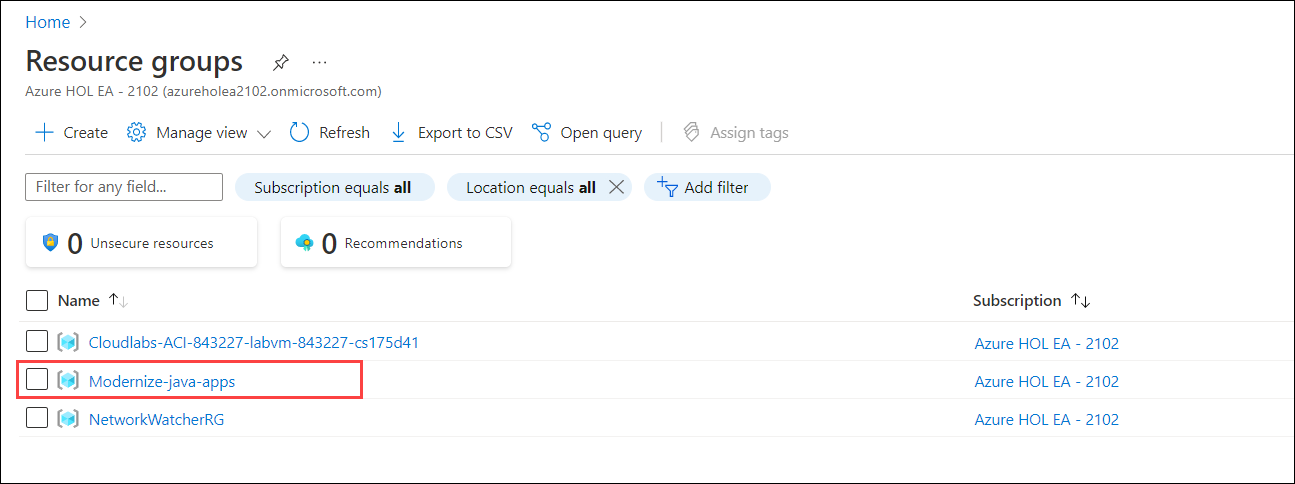 Home >
Resource groups ...
Azure HOL EA - 2102 (azureholea2102.onmicrosoft.com)
Create Manage view Refresh Export to CSV Open query Assign tags
Filter for any field... Subscription equals all Location equals all Add filter
0 Unsecure resources 0 Recommendations
Name ↑↓ Subscription ↑↓
Cloudlabs-ACI-843227-labvm-843227-cs175d41 Azure HOL EA - 2102
Modernize-java-apps Azure HOL EA - 2102
NetworkWatcherRG Azure HOL EA - 2102